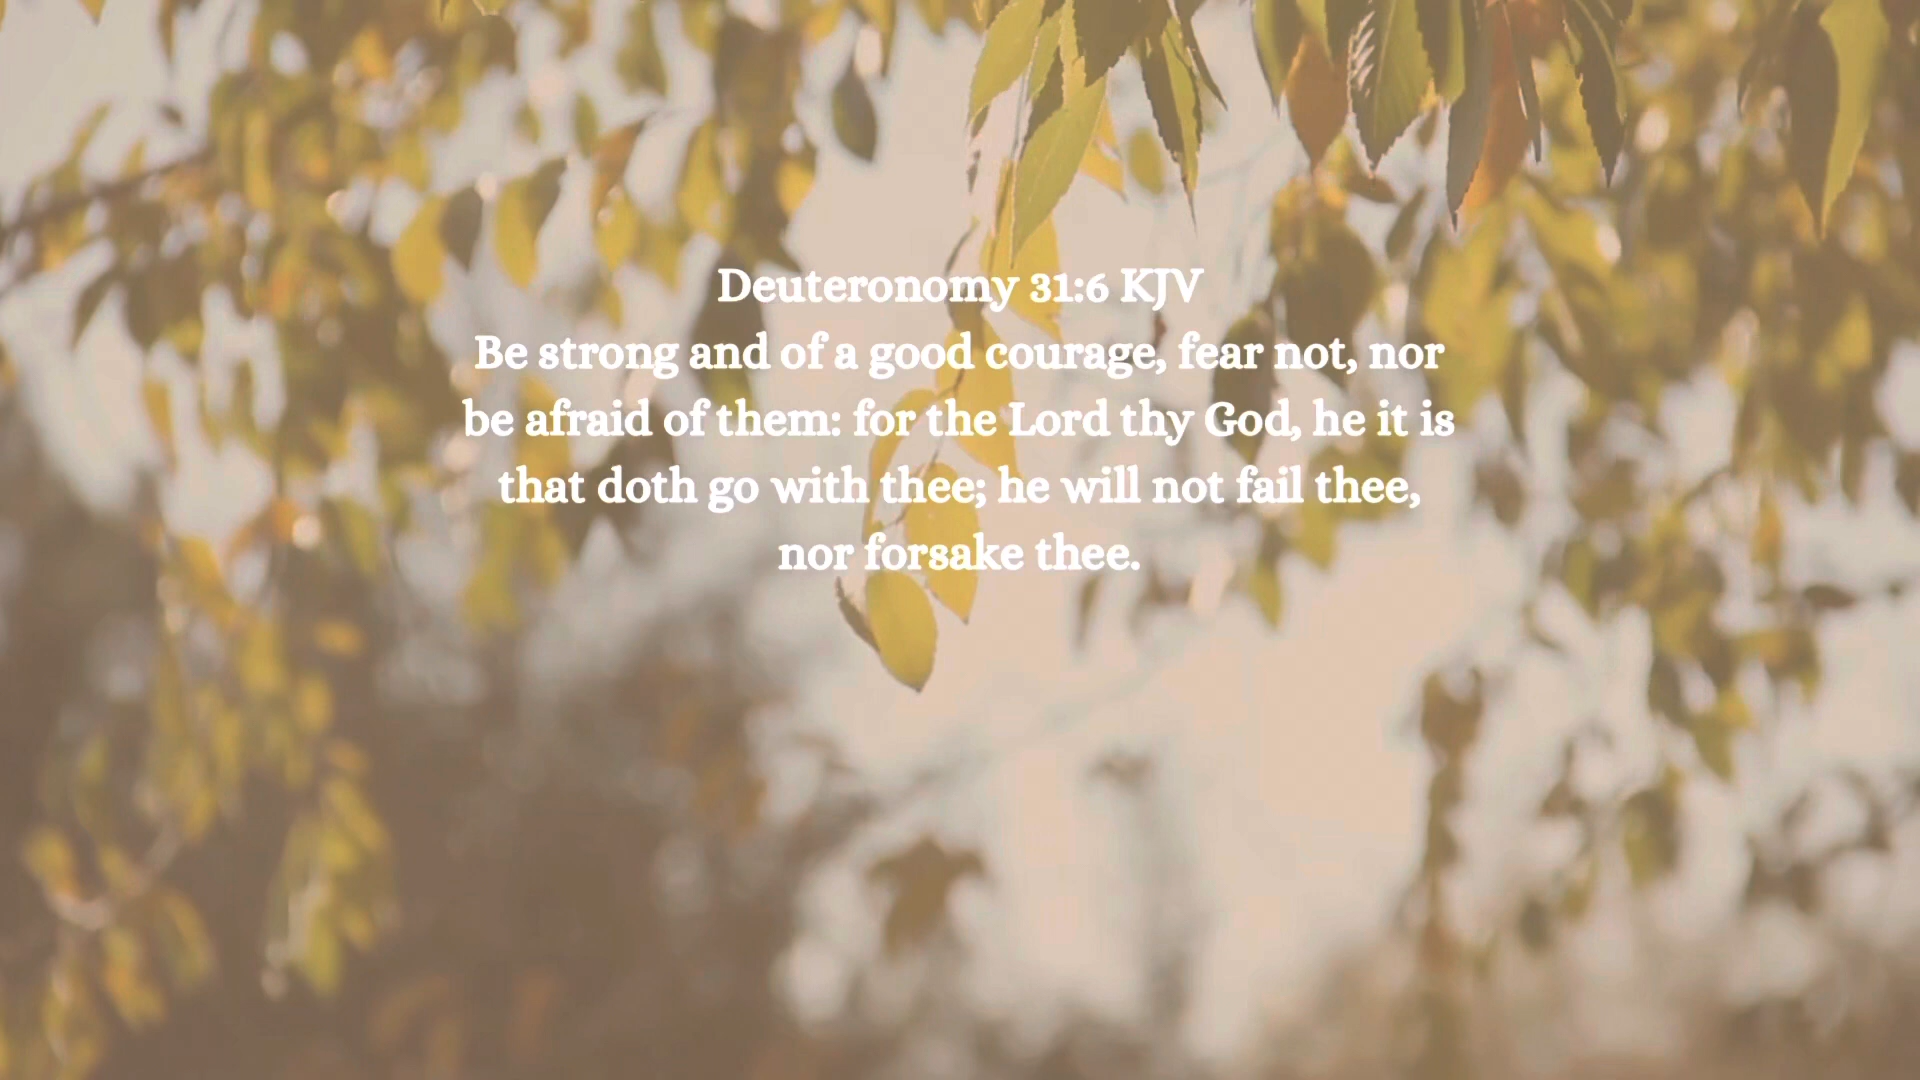 Deuteronomy 31:6 KJV
Be strong and of a good courage, fear not, nor
be afraid of them: for the Lord thy God, he it is
that doth go with thee; he will not fail thee,
nor forsake thee.